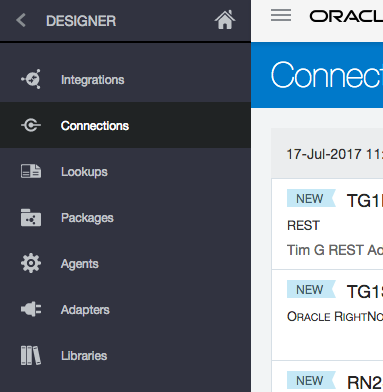 DESIGNER
Integrations
Connections
Lookups
Packages
Agents
Adapters
Libraries
ORACLE
Connect
17-Jul-2017 11:
NEW TG1
REST
Tim G REST Ad
NEW TG1S
ORACLE RIGHTNO
NEW RN2